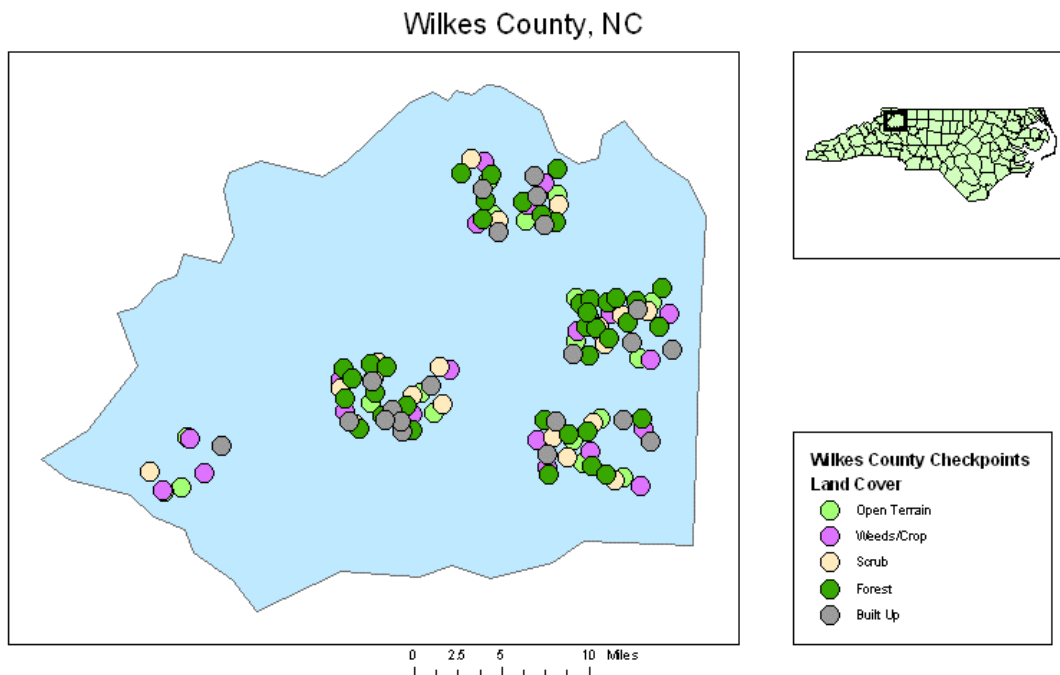 Wilkes County, NC
Wilkes County Checkpoints
Land Cover
Open Terrain
Weeds/Crop
Scrub
Forest
Built Up
0 2.5 5 10 Miles